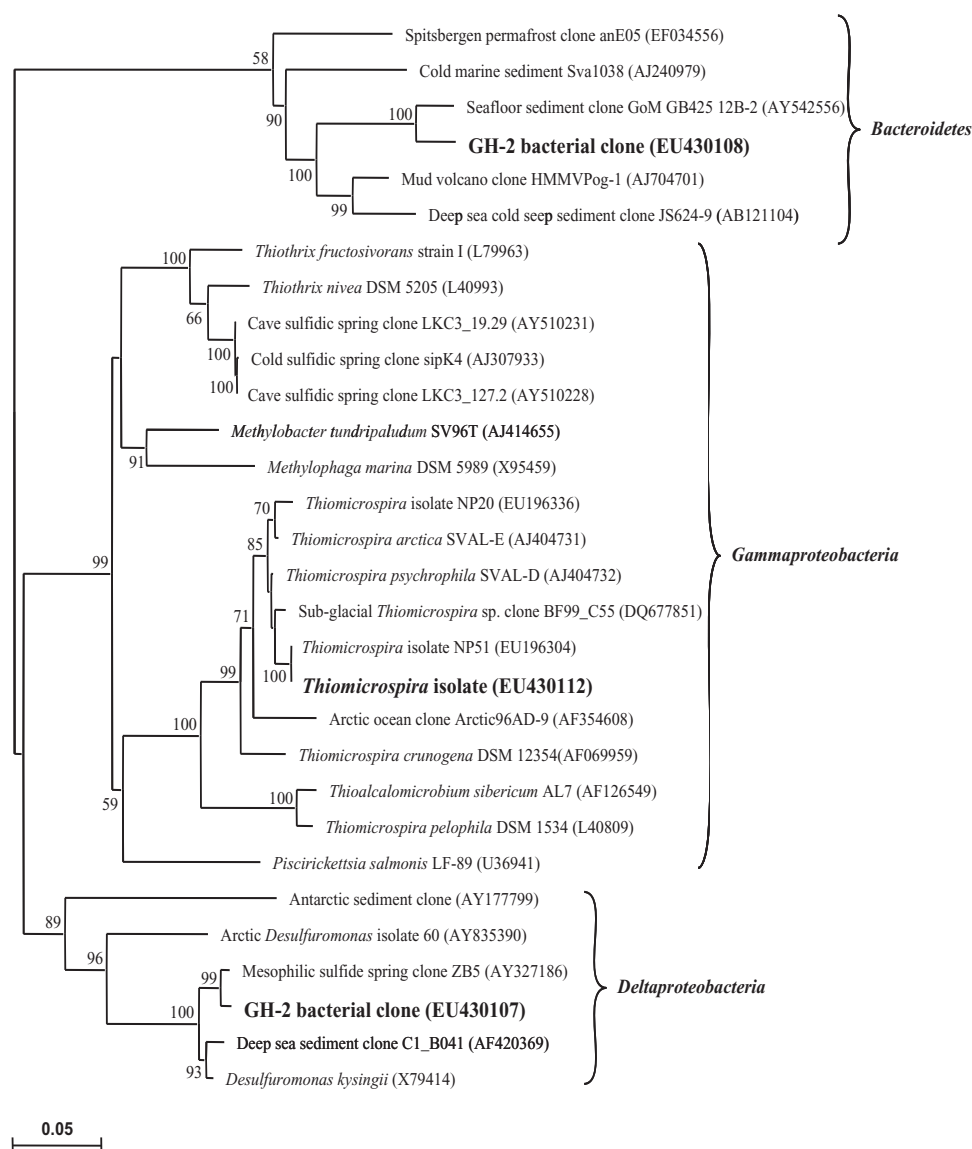 Spitsbergen permafrost clone anE05 (EF034556)
58
Cold marine sediment Sva1038 (AJ240979)
90
Seafloor sediment clone GoM GB425 12B-2 (AY542556)
100
Bacteroidetes
GH-2 bacterial clone (EU430108)
100
Mud volcano clone HMMVPog-1 (AJ704701)
99
Deep sea cold seep sediment clone JS624-9 (AB121104)
Thiothrix fructosivorans strain I (L79963)
100
Thiothrix nivea DSM 5205 (L40993)
66
Cave sulfidic spring clone LKC3_19.29 (AY510231)
100
Cold sulfidic spring clone sipK4 (AJ307933)
100
Cave sulfidic spring clone LKC3_127.2 (AY510228)
Methylobacter tundripaludum SV96T (AJ414655)
91
Methylophaga marina DSM 5989 (X95459)
70
Thiomicrospira isolate NP20 (EU196336)
85
Thiomicrospira arctica SVAL-E (AJ404731)
Gammaproteobacteria
99
Thiomicrospira psychrophila SVAL-D (AJ404732)
71
Sub-glacial Thiomicrospira sp. clone BF99_C55 (DQ677851)
Thiomicrospira isolate NP51 (EU196304)
99
100
Thiomicrospira isolate (EU430112)
100
Arctic ocean clone Arctic96AD-9 (AF354608)
Thiomicrospira crunogena DSM 12354(AF069959)
59
100
Thioalcalomicrobium sibericum AL7 (AF126549)
Thiomicrospira pelophila DSM 1534 (L40809)
Piscirickettsia salmonis LF-89 (U36941)
89
Antarctic sediment clone (AY177799)
96
Arctic Desulfuromonas isolate 60 (AY835390)
99
Mesophilic sulfide spring clone ZB5 (AY327186)
Deltaproteobacteria
100
GH-2 bacterial clone (EU430107)
Deep sea sediment clone C1_B041 (AF420369)
93
Desulfuromonas kysingii (X79414)
0.05